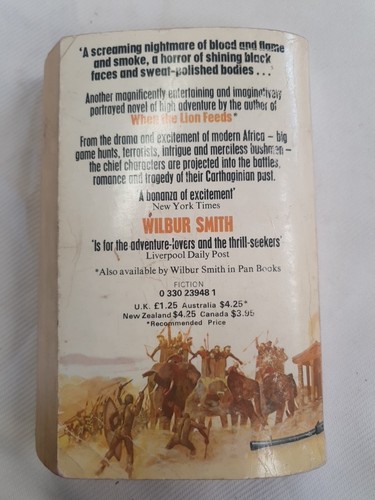 'A screaming nightmare of blood and flame
and smoke, a horror of shining black
faces and sweat-polished bodies ...'
Another magnificently entertaining and imaginatively
portrayed novel of high adventure by the author of
When the Lion Feeds*
From the drama and excitement of modern Africa – big
game hunts, terrorists, intrigue and merciless bushmen –
the chief characters are projected into the battles,
romance and tragedy of their Carthaginian past.
'A bonanza of excitement'
New York Times
WILBUR SMITH
'Is for the adventure-lovers and the thrill-seekers'
Liverpool Daily Post
*Also available by Wilbur Smith in Pan Books
FICTION
0 330 23948 1
U.K. £1.25 Australia $4.25*
New Zealand $4.25 Canada $3.95
*Recommended Price